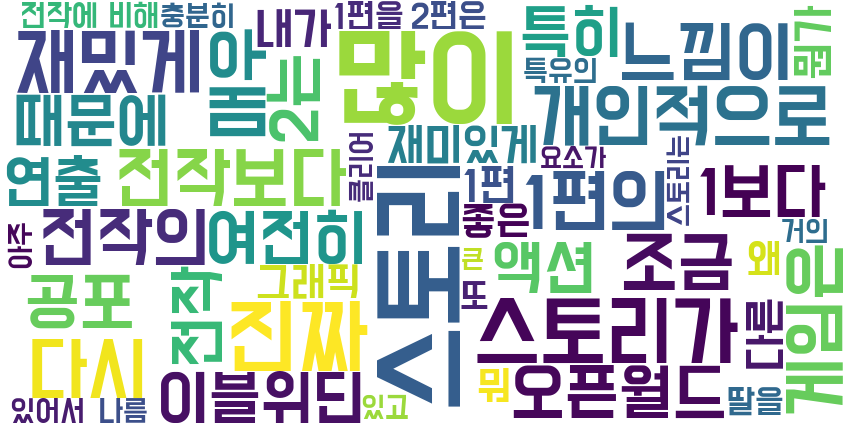 전작에 비해
충분히
내가
1편을
2편은
특히
느낌이
뭔가
재밌게
맵아
2는
많이
특유의
개인적으로
때문에
재미있게
요소가
연출
전작보다
클리어
1편
1편의
스토리는
1보다
아주
전작의
여전히
스토리
좋은
조금
왜
거의
공포
전작
그래픽
큰
또
액션
다른
게임은
다시
진짜
스토리가
있어서
나름
이블위딘
있고
뭐
오픈월드
딸을